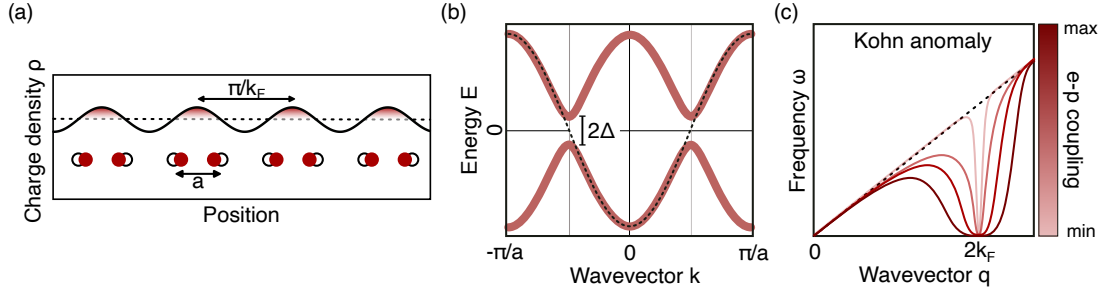 (a)
Charge density ρ
π/k_F
a
Position
(b)
Energy E
0
2Δ
-π/a
0
π/a
Wavevector k
(c)
Frequency ω
Kohn anomaly
0
2k_F
Wavevector q
max
e-p coupling
min